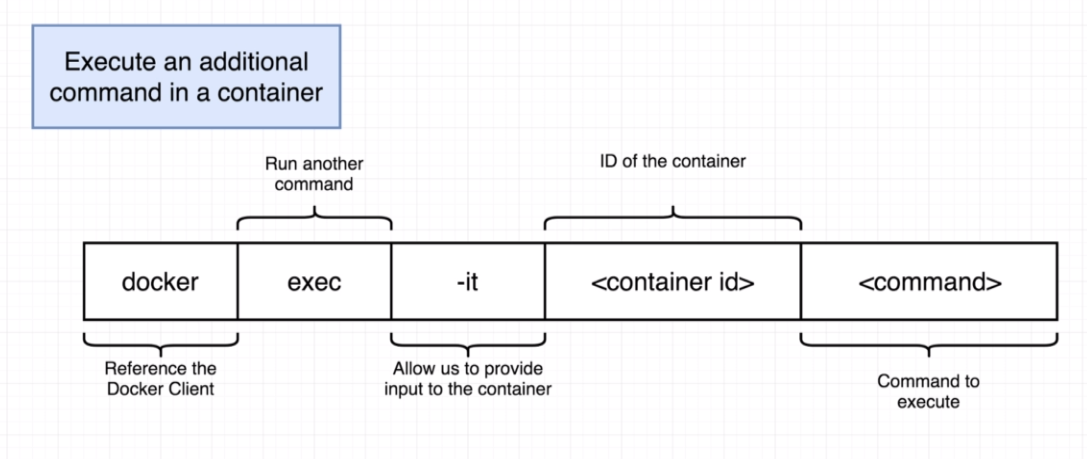 Execute an additional
command in a container
Run another
command
ID of the container
docker
exec
-it
<container id>
<command>
Reference the
Docker Client
Allow us to provide
input to the container
Command to
execute